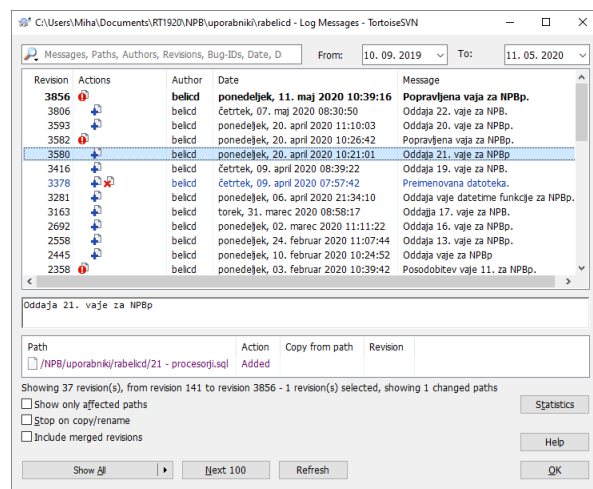 C:\Users\Miha\Documents\RT1920\NPB\uporabniki\rabelicd - Log Messages - TortoiseSVN
Messages, Paths, Authors, Revisions, Bug-IDs, Date, D From: 10. 09. 2019 To: 11. 05. 2020
Revision Actions Author Date Message
3856 belicd ponedeljek, 11. maj 2020 10:39:16 Popravljena vaja za NPBp.
3806 belicd četrtek, 07. maj 2020 08:30:50 Oddaja 22. vaje za NPB.
3593 belicd ponedeljek, 20. april 2020 11:10:03 Oddaja 20. vaje za NPBp.
3582 belicd ponedeljek, 20. april 2020 10:26:42 Popravljena vaje za NPBp.
3580 belicd ponedeljek, 20. april 2020 10:21:01 Oddaja 21. vaje za NPBp
3416 belicd četrtek, 09. april 2020 08:39:22 Oddaja 19. vaje za NPB.
3378 belicd četrtek, 09. april 2020 07:57:42 Preimenovana datoteka.
3281 belicd ponedeljek, 06. april 2020 21:34:10 Oddaja vaje datetime funkcije za NPBp.
3163 belicd torek, 31. marec 2020 08:58:17 Oddajja 17. vaje za NPB.
2692 belicd ponedeljek, 02. marec 2020 11:11:22 Oddaja 16. vaje za NPBp.
2558 belicd ponedeljek, 24. februar 2020 11:07:44 Oddaja 13. vaje za NPBp.
2445 belicd ponedeljek, 10. februar 2020 10:24:52 Oddaja vaje za NPBp
2358 belicd ponedeljek, 03. februar 2020 10:39:42 Posodobitev vaje 11. za NPBp.
Oddaja 21. vaje za NPBp
Path Action Copy from path Revision
/NPB/uporabniki/rabelicd/21 - procesorji.sql Added
Showing 37 revision(s), from revision 141 to revision 3856 - 1 revision(s) selected, showing 1 changed paths
Show only affected paths Statistics
Stop on copy/rename
Include merged revisions Help
Show All Next 100 Refresh OK